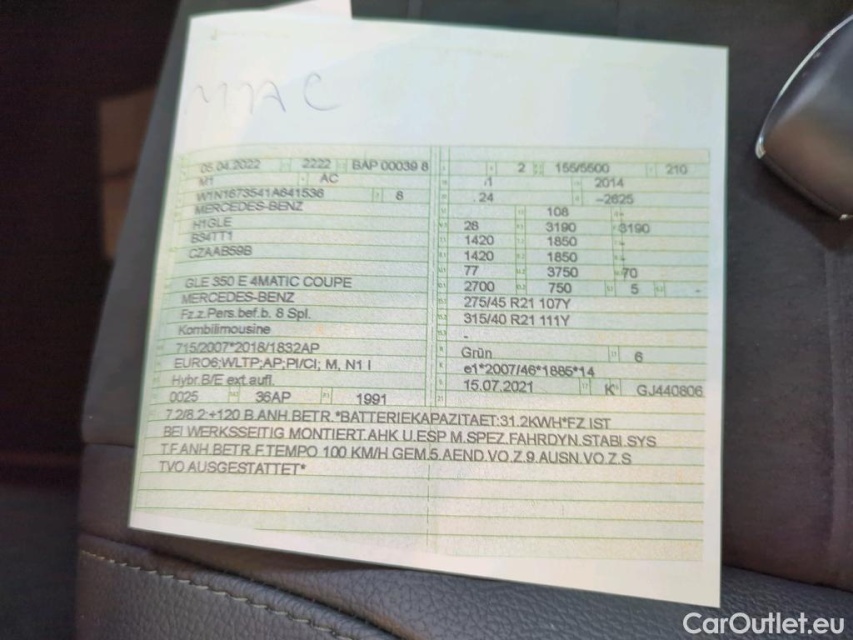 MAC
05.04.2022 2222 BAP 00039 8
M1 AC
W1N1673541A641536 8
MERCEDES-BENZ
H1GLE
B34TT1
CZAAB59B
GLE 350 E 4MATIC COUPE
MERCEDES-BENZ
Fz.z.Pers.bef.b. 8 Spl.
Kombilimousine
715/2007*2018/1832AP
EURO6;WLTP;AP;PI/CI; M, N1 I
Hybr.B/E ext.aufl.
0025 36AP 1991
2 155/5500 210
/1 2014
24 -2625
108
28 3190 3190
1420 1850
1420 1850
77 3750 70
2700 750 5 -
275/45 R21 107Y
315/40 R21 111Y
-
Grün 6
e1*2007/46*1885*14
15.07.2021 K GJ440806
7.2/8.2:+120 B.ANH.BETR.*BATTERIEKAPAZITAET:31.2KWH*FZ.IST
BEI WERKSSEITIG MONTIERT.AHK U.ESP M.SPEZ.FAHRDYN.STABI.SYS
T.F.ANH.BETR.F.TEMPO 100 KM/H GEM.5.AEND.VO.Z.9.AUSN.VO.Z.S
TVO AUSGESTATTET*
CarOutlet.eu